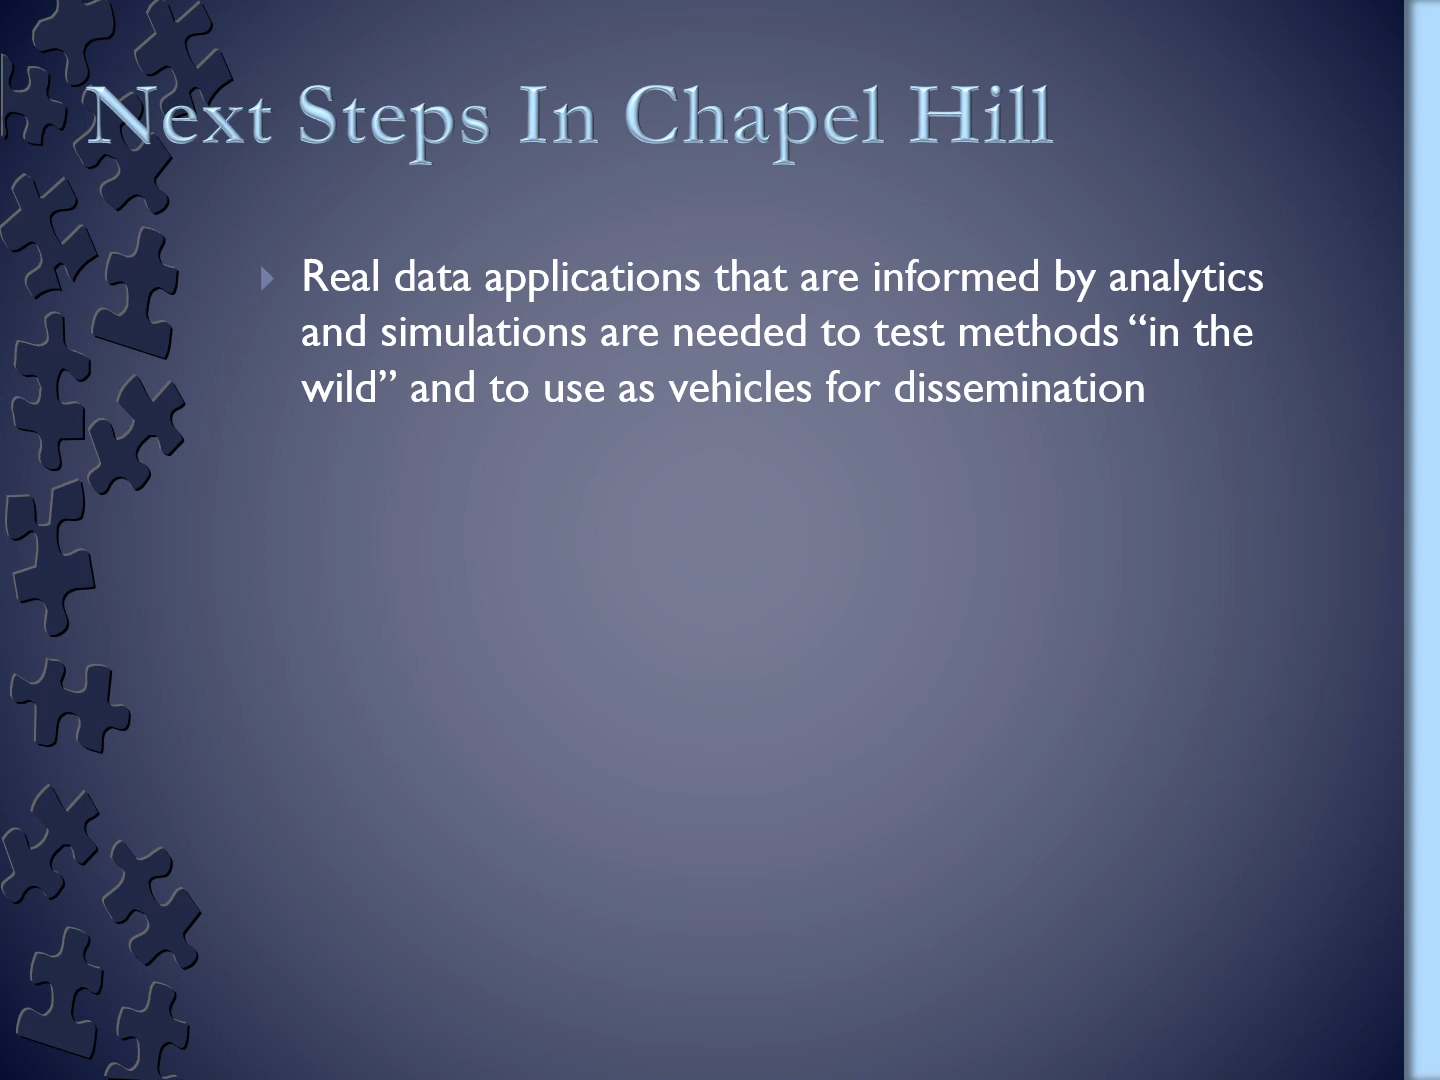 Next Steps In Chapel Hill
Real data applications that are informed by analytics
and simulations are needed to test methods “in the
wild” and to use as vehicles for dissemination